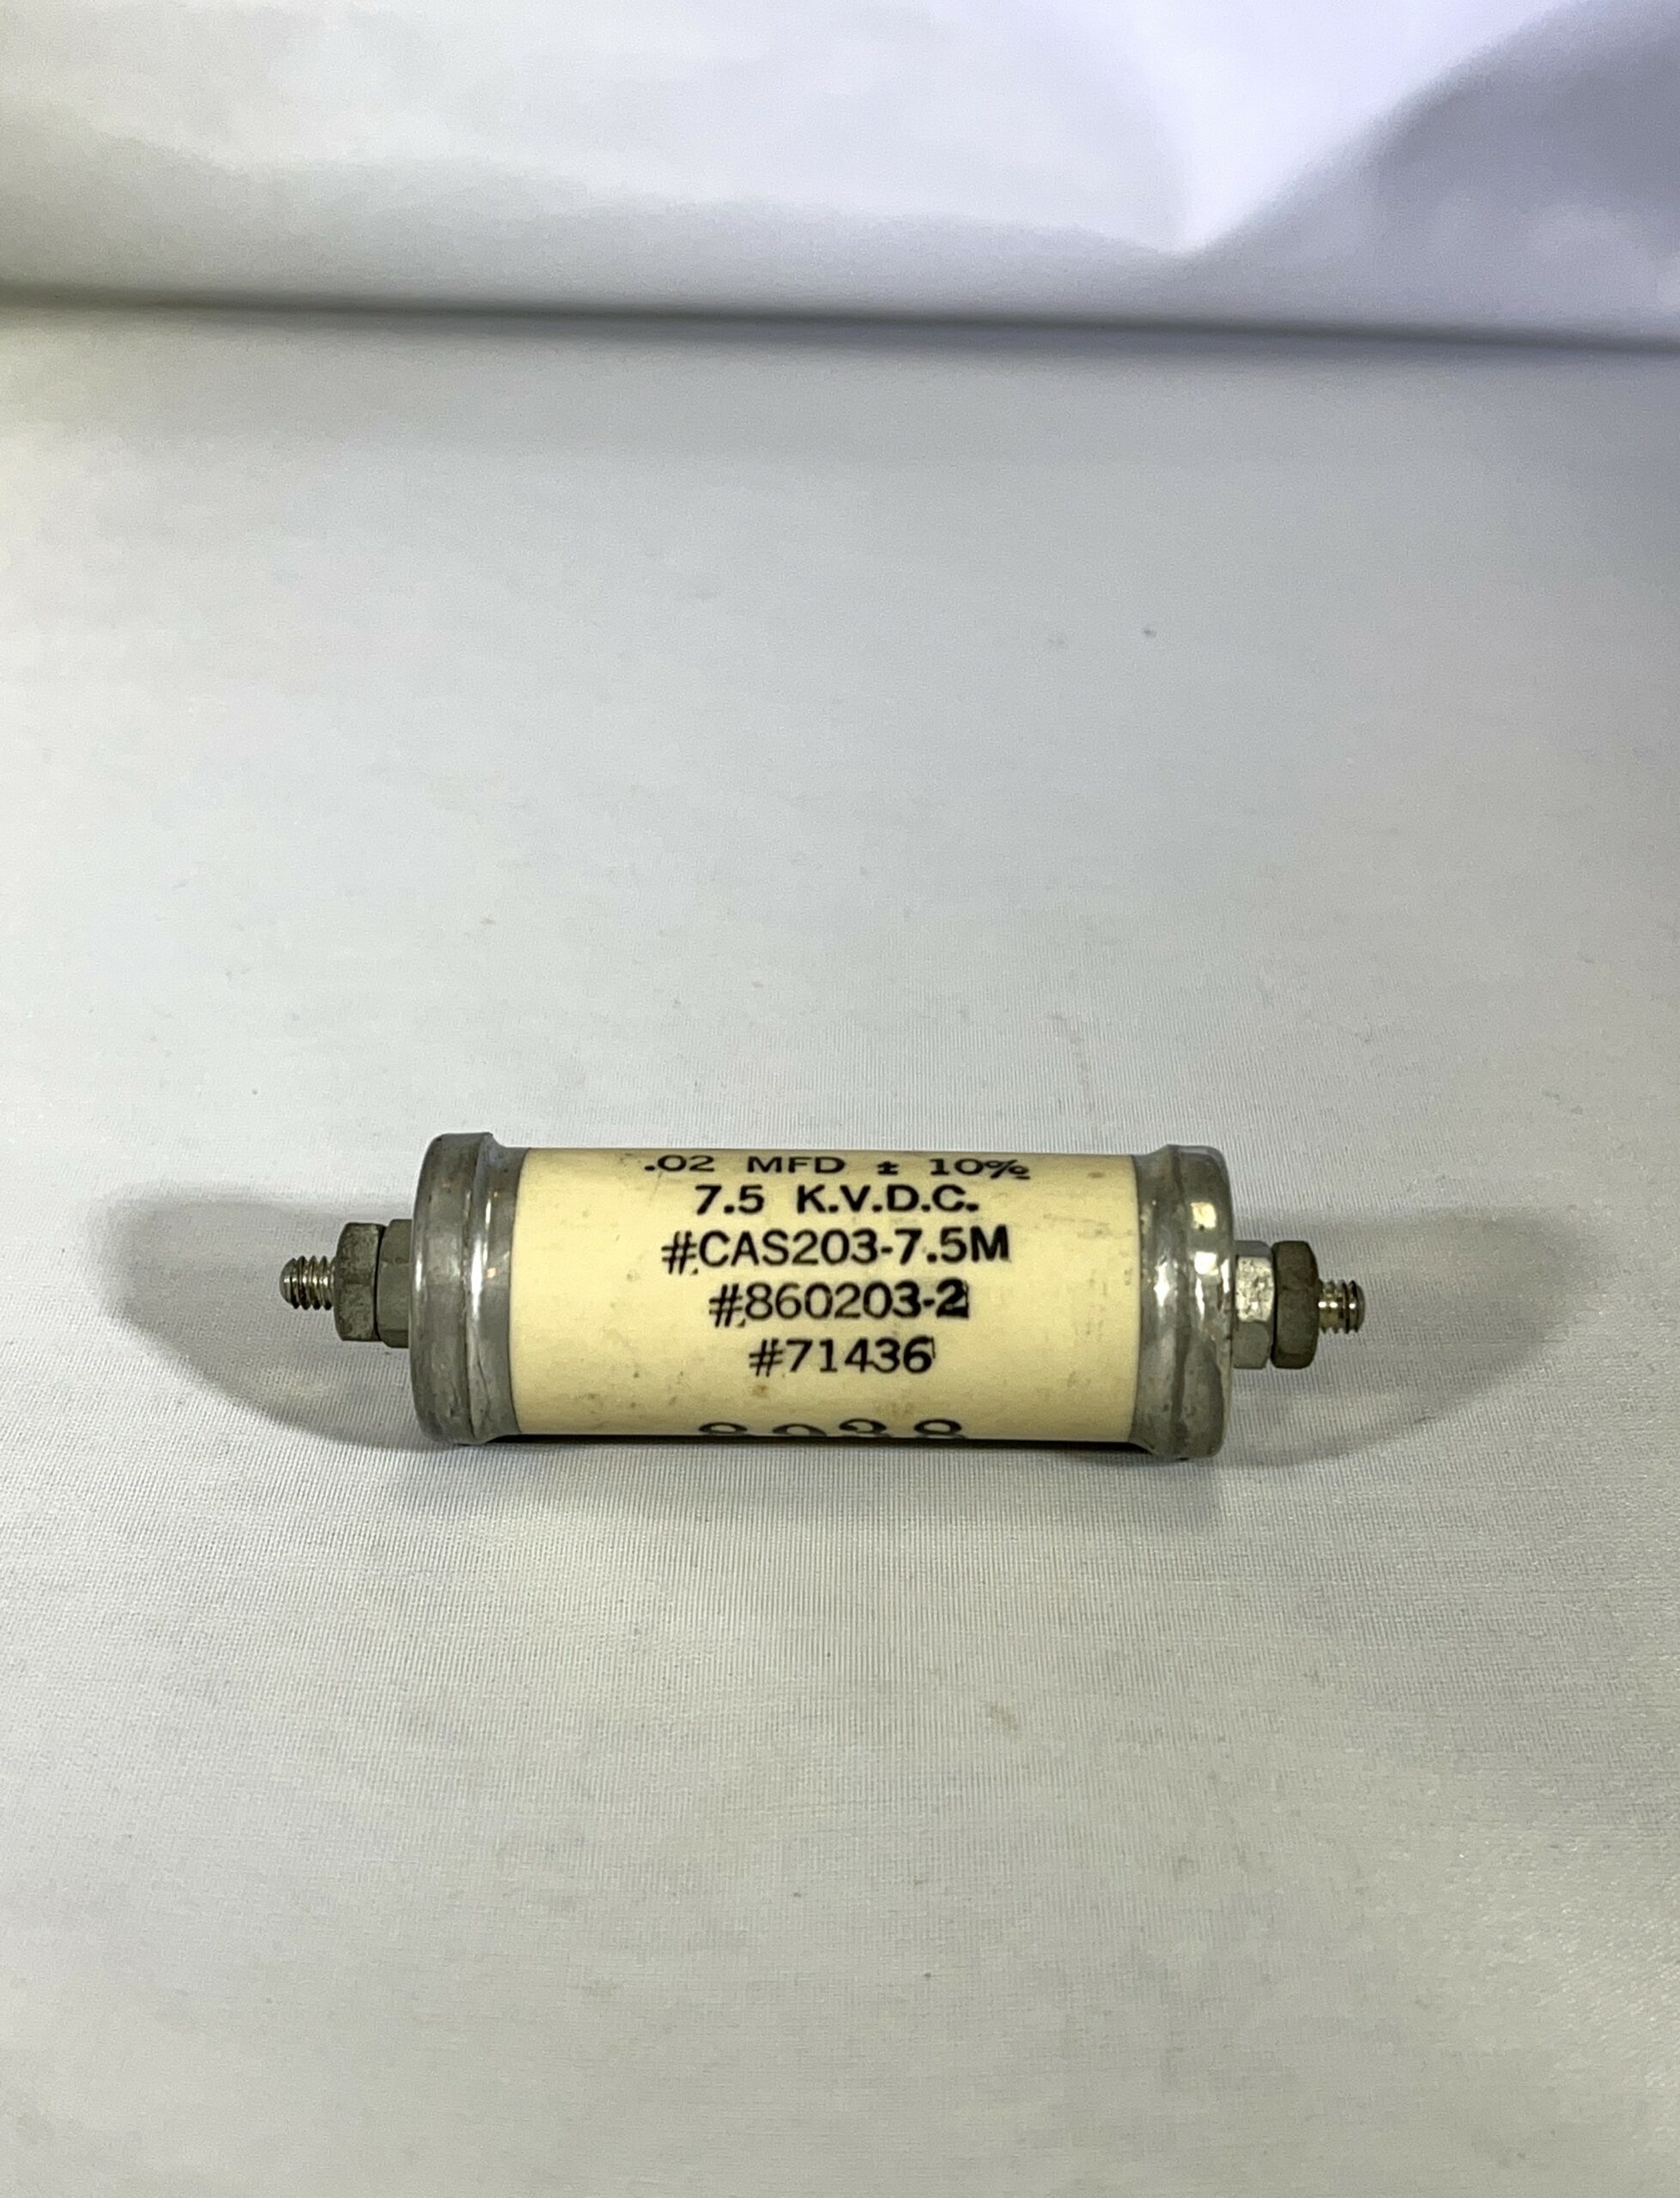 .02 MFD ± 10%
7.5 K.V.D.C.
#CAS203-7.5M
#860203-2
#71436